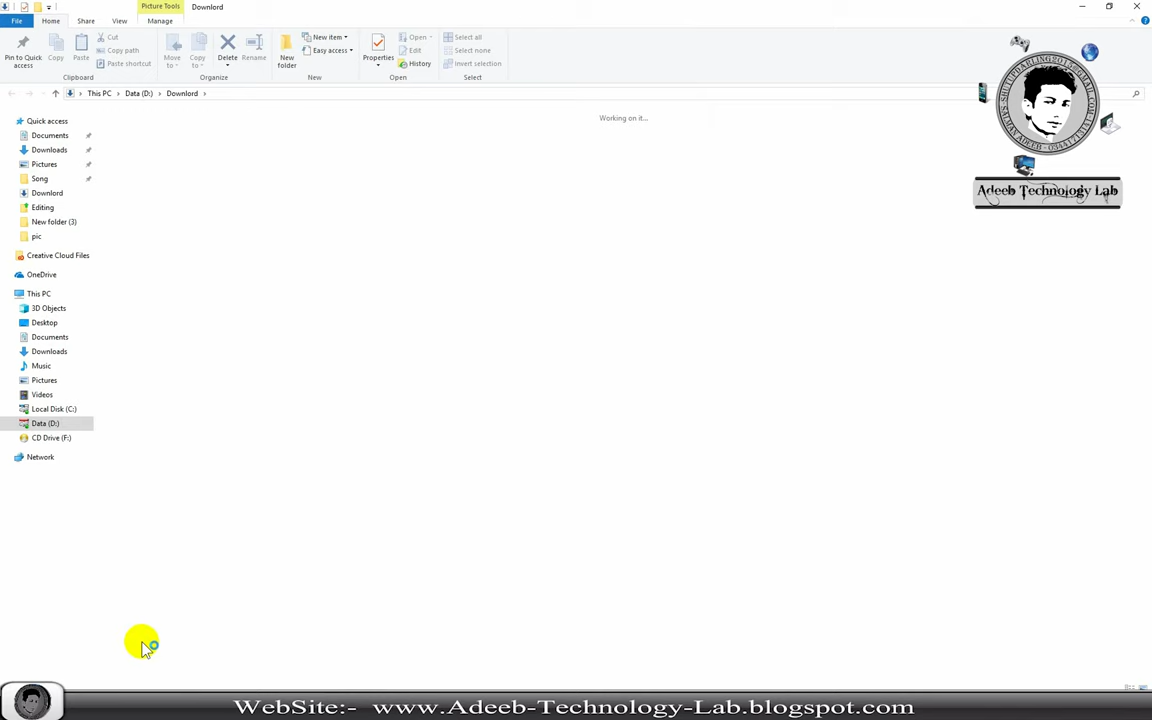 Picture Tools
Downlord
File
Home
Share
View
Manage
Pin to Quick access
Copy
Paste
Cut
Copy path
Paste shortcut
Clipboard
Move to
Copy to
Delete
Rename
Organize
New folder
New item
Easy access
New
Properties
Open
Edit
History
Open
Select all
Select none
Invert selection
Select
This PC
Data (D:)
Downlord
Working on it...
Quick access
Documents
Downloads
Pictures
Song
Downlord
Editing
New folder (3)
pic
Creative Cloud Files
OneDrive
This PC
3D Objects
Desktop
Documents
Downloads
Music
Pictures
Videos
Local Disk (C:)
Data (D:)
CD Drive (F:)
Network
Adeeb Technology Lab
WebSite:- www.Adeeb-Technology-Lab.blogspot.com